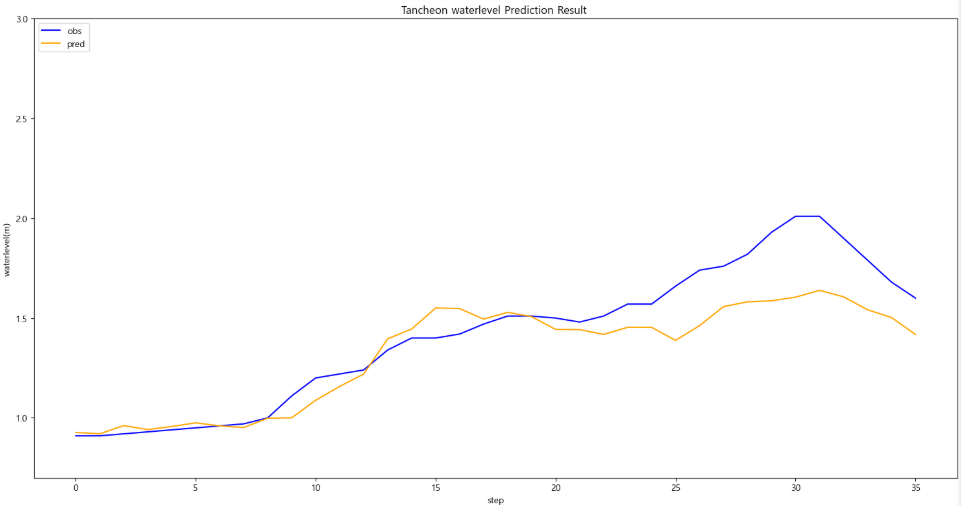 Tancheon waterlevel Prediction Result
obs
pred
3.0
2.5
2.0
1.5
1.0
waterlevel(m)
0 5 10 15 20 25 30 35
step